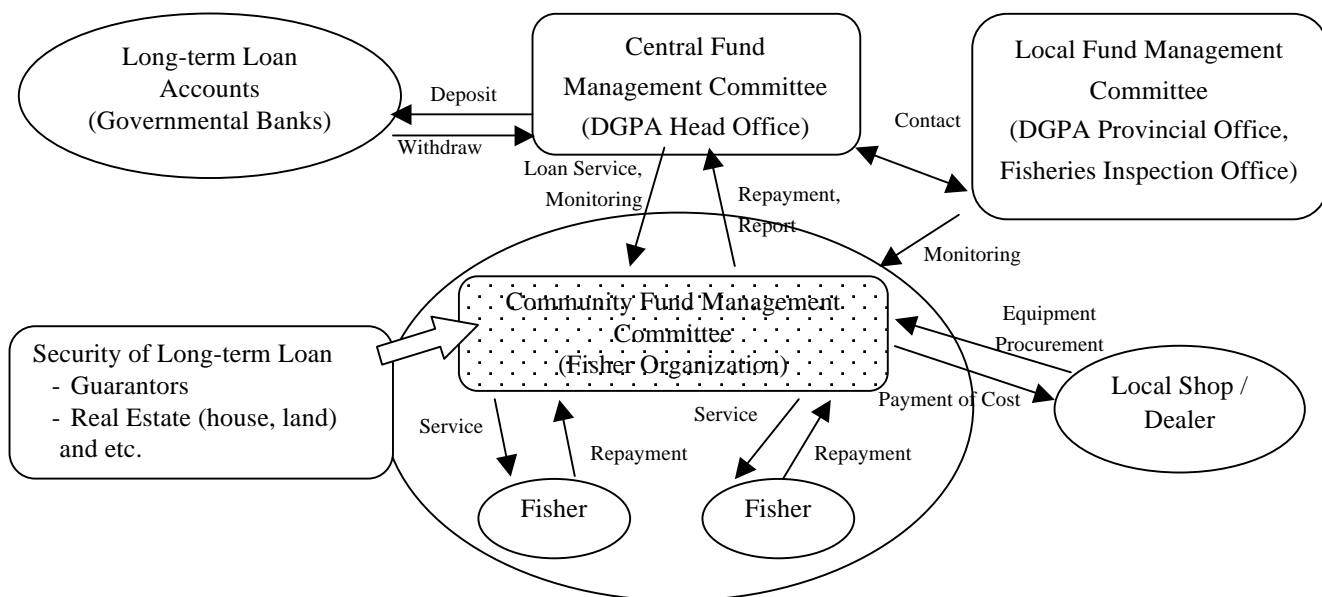 Long-term Loan
Accounts
(Governmental Banks)
Deposit
Withdraw
Central Fund
Management Committee
(DGPA Head Office)
Contact
Local Fund Management
Committee
(DGPA Provincial Office,
Fisheries Inspection Office)
Loan Service,
Monitoring
Repayment,
Report
Monitoring
Community Fund Management
Committee
(Fisher Organization)
Security of Long-term Loan
- Guarantors
- Real Estate (house, land)
and etc.
Equipment
Procurement
Payment of Cost
Local Shop /
Dealer
Service
Repayment
Service
Repayment
Fisher
Fisher